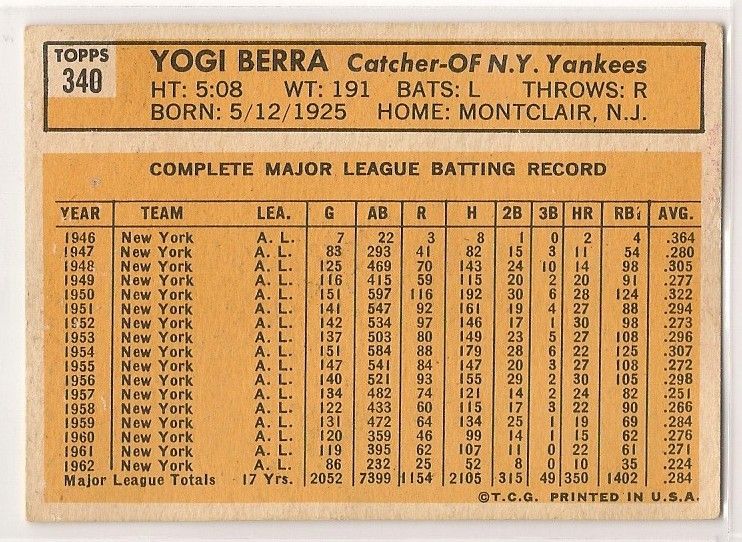 TOPPS 340
YOGI BERRA Catcher-OF N.Y. Yankees
HT: 5:08 WT: 191 BATS: L THROWS: R
BORN: 5/12/1925 HOME: MONTCLAIR, N.J.
COMPLETE MAJOR LEAGUE BATTING RECORD
YEAR TEAM LEA. G AB R H 2B 3B HR RBI AVG.
1946 New York A. L. 7 22 3 8 1 0 2 4 .364
1947 New York A. L. 83 293 41 82 15 3 11 54 .280
1948 New York A. L. 125 469 70 143 24 10 14 98 .305
1949 New York A. L. 116 415 59 115 20 2 20 91 .277
1950 New York A. L. 151 597 116 192 30 6 28 124 .322
1951 New York A. L. 141 547 92 161 19 4 27 88 .294
1952 New York A. L. 142 534 97 146 17 1 30 98 .273
1953 New York A. L. 137 503 80 149 23 5 27 108 .296
1954 New York A. L. 151 584 88 179 28 6 22 125 .307
1955 New York A. L. 147 541 84 147 20 3 27 108 .272
1956 New York A. L. 140 521 93 155 29 2 30 105 .298
1957 New York A. L. 134 482 74 121 14 2 24 82 .251
1958 New York A. L. 122 433 60 115 17 3 22 90 .266
1959 New York A. L. 131 472 64 134 25 1 19 69 .284
1960 New York A. L. 120 359 46 99 14 1 15 62 .276
1961 New York A. L. 119 395 62 107 11 0 22 61 .271
1962 New York A. L. 86 232 25 52 8 0 10 35 .224
Major League Totals 17 Yrs. 2052 7399 1154 2105 315 49 350 1402 .284
©T.C.G. PRINTED IN U.S.A.